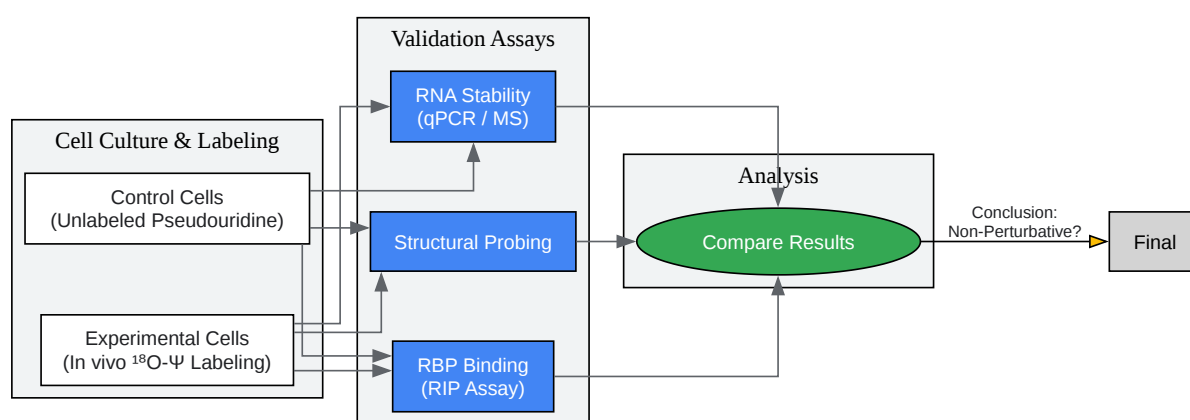 Validation Assays
RNA Stability
(qPCR / MS)
Cell Culture & Labeling
Control Cells
(Unlabeled Pseudouridine)
Structural Probing
Experimental Cells
(In vivo ¹⁸O-Ψ Labeling)
RBP Binding
(RIP Assay)
Analysis
Compare Results
Conclusion:
Non-Perturbative?
Final